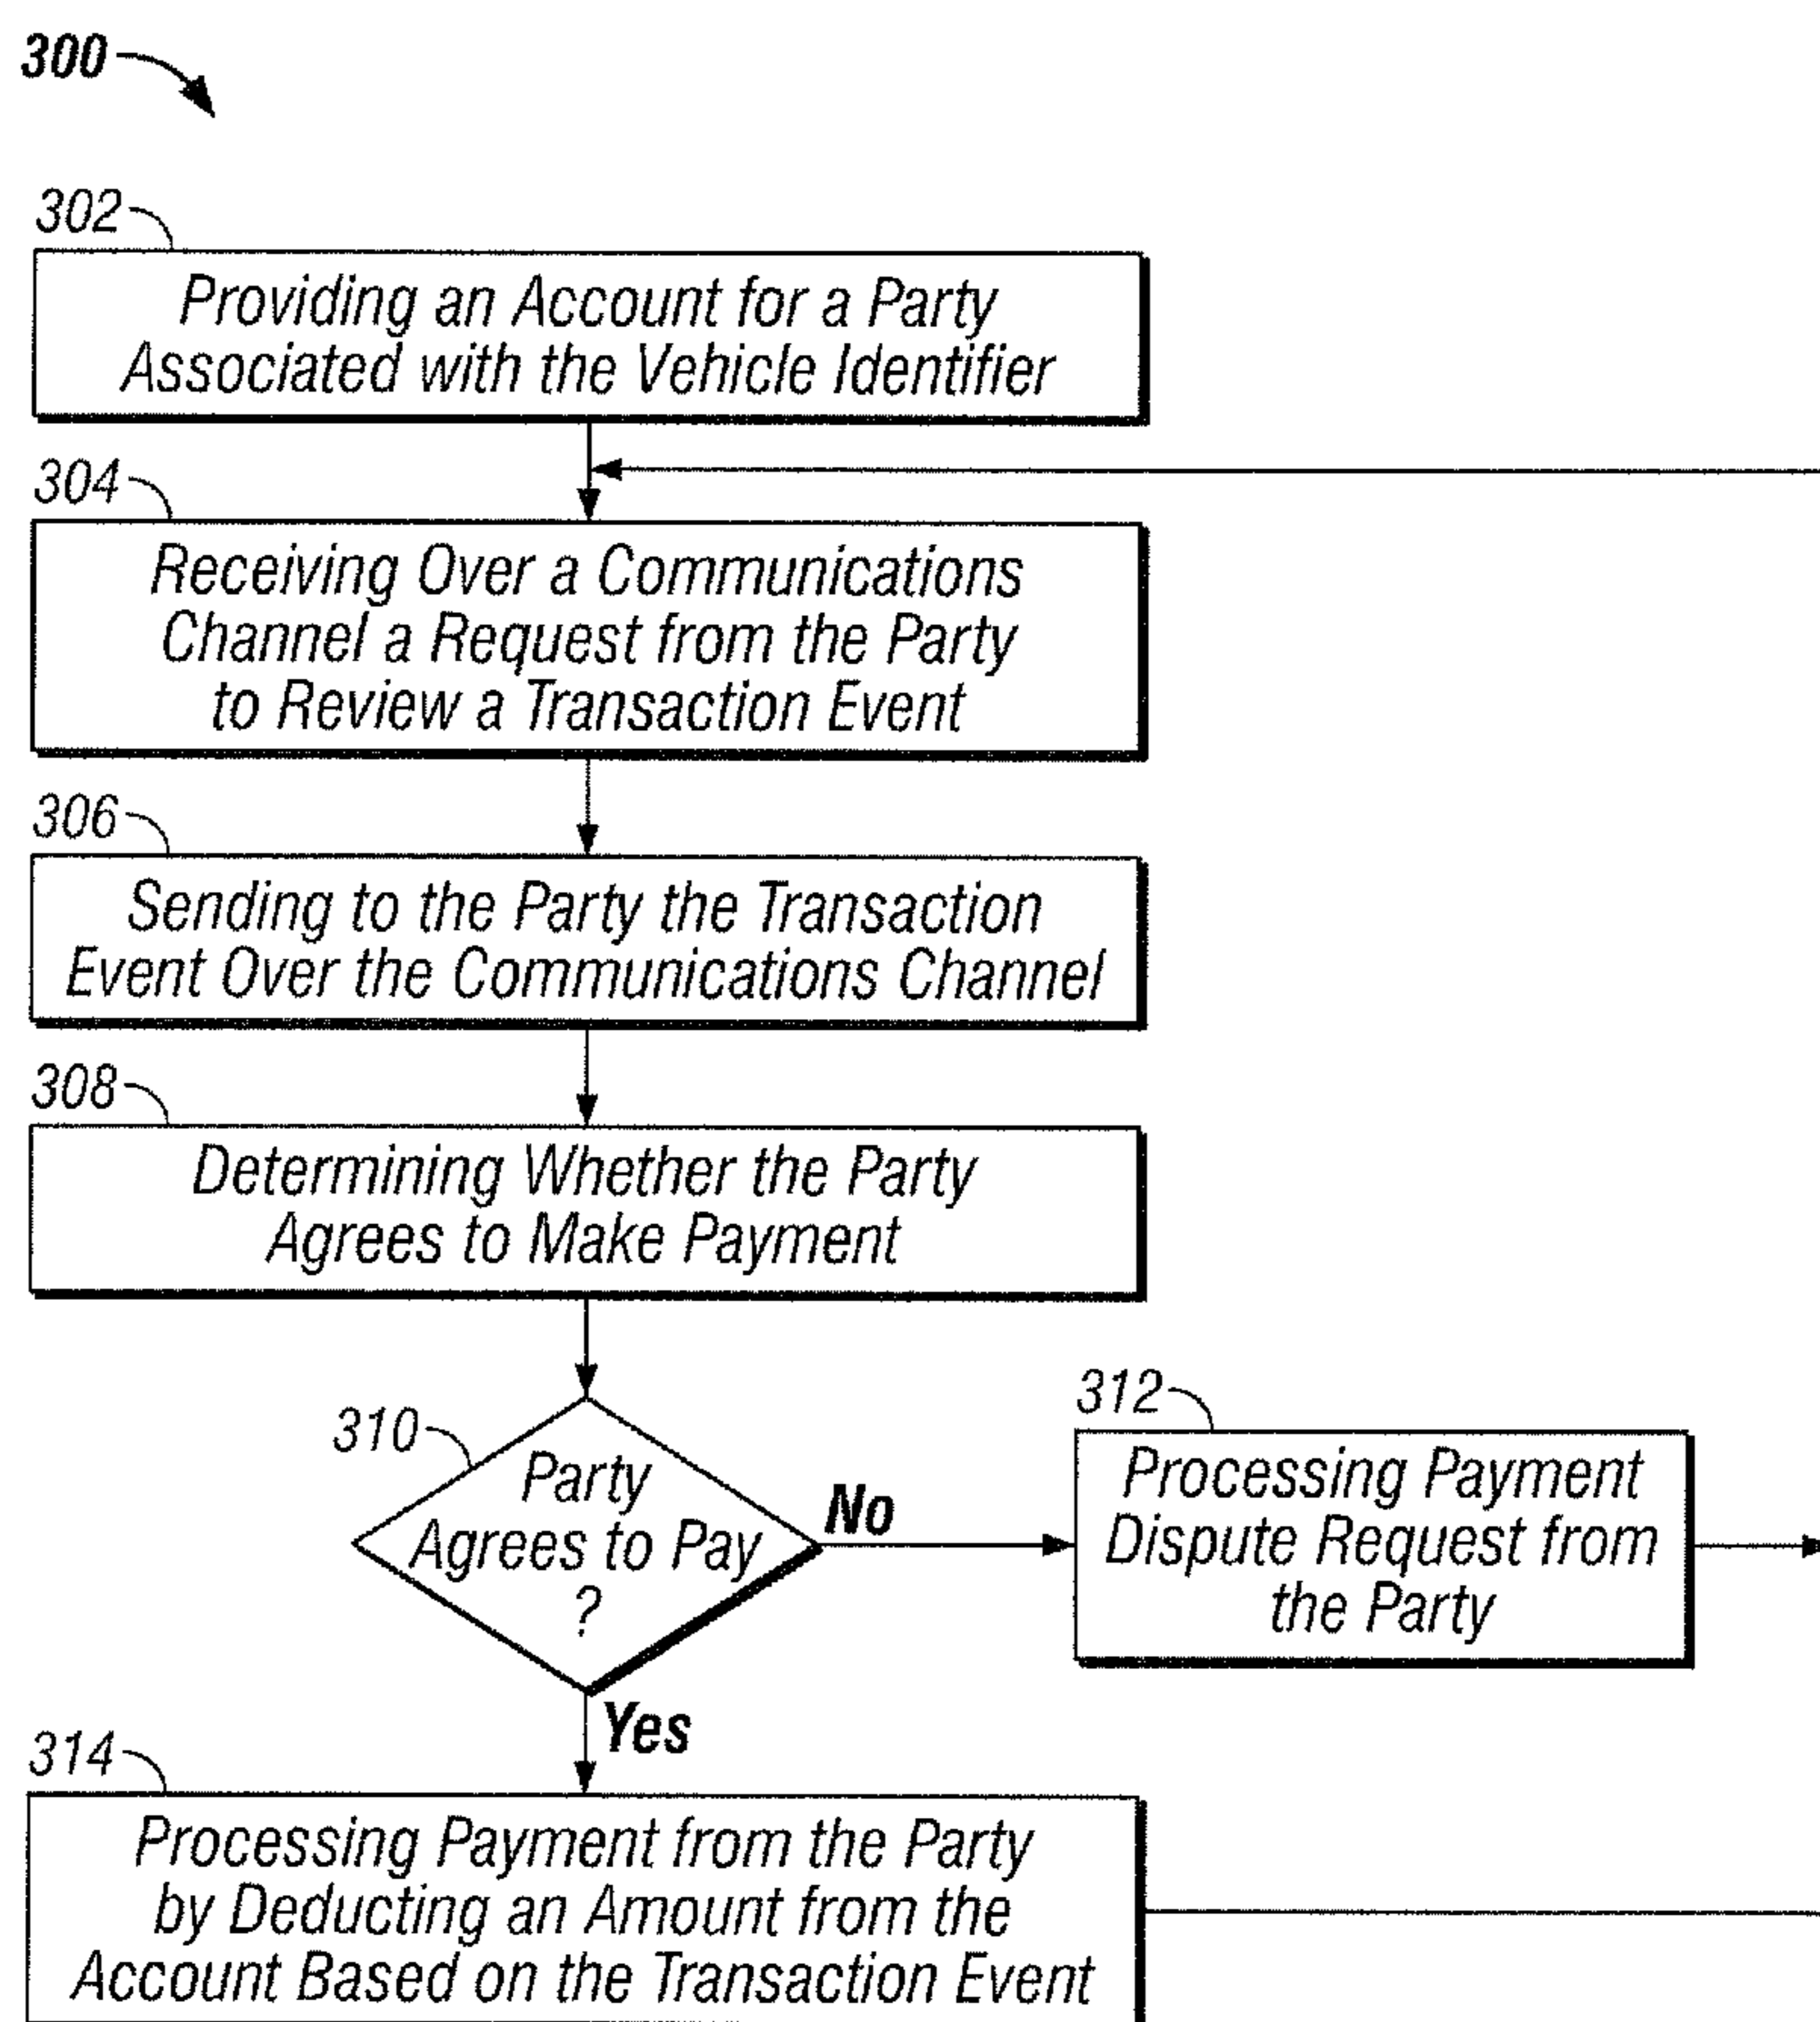 300
302
Providing an Account for a Party
Associated with the Vehicle Identifier
304
Receiving Over a Communications
Channel a Request from the Party
to Review a Transaction Event
306
Sending to the Party the Transaction
Event Over the Communications Channel
308
Determining Whether the Party
Agrees to Make Payment
310
Party
Agrees to Pay
?
No
312
Processing Payment
Dispute Request from
the Party
Yes
314
Processing Payment from the Party
by Deducting an Amount from the
Account Based on the Transaction Event